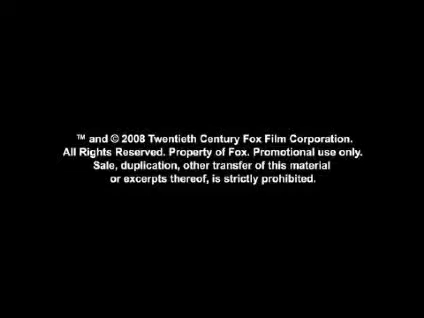 ™ and © 2008 Twentieth Century Fox Film Corporation.
All Rights Reserved. Property of Fox. Promotional use only.
Sale, duplication, other transfer of this material
or excerpts thereof, is strictly prohibited.